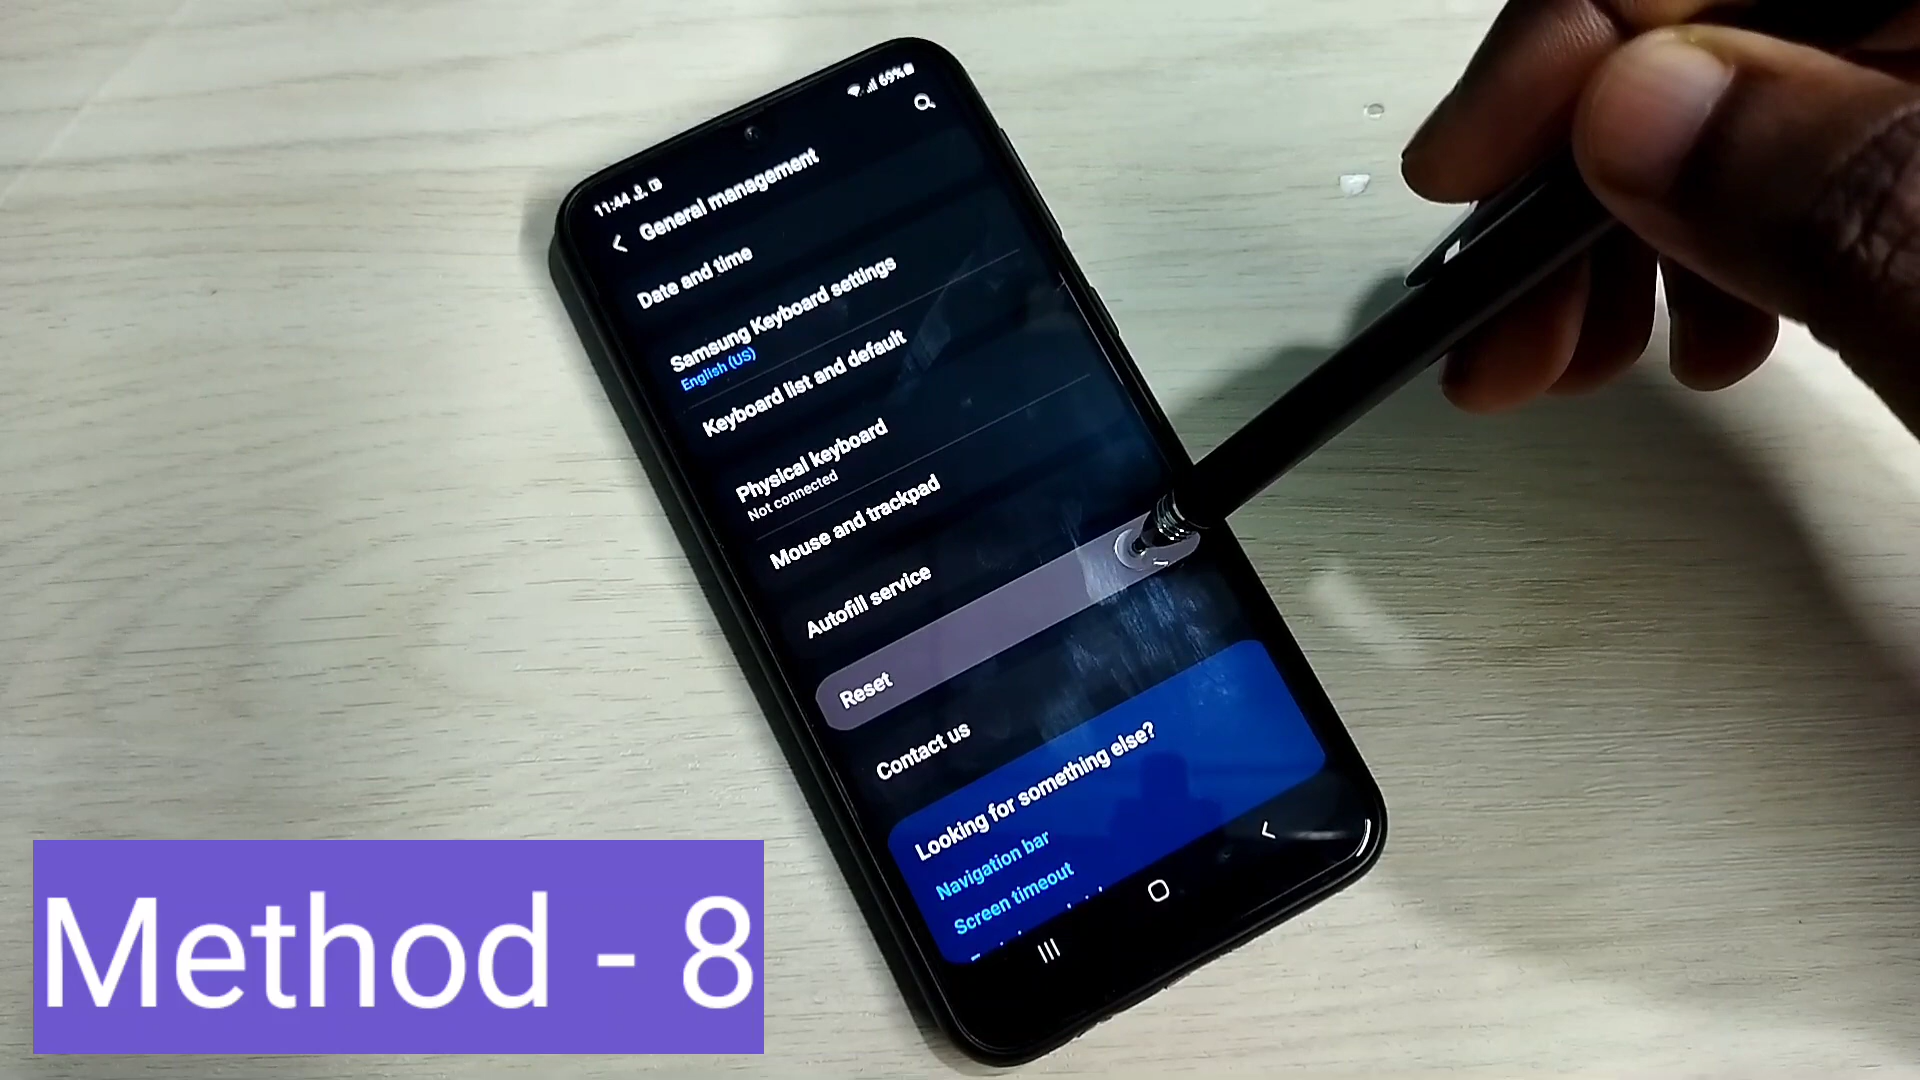 69%
11:44
General management
Date and time
Samsung Keyboard settings
English (US)
Keyboard list and default
Physical keyboard
Not connected
Mouse and trackpad
Autofill service
Reset
Contact us
Looking for something else?
Navigation bar
Screen timeout
Method - 8